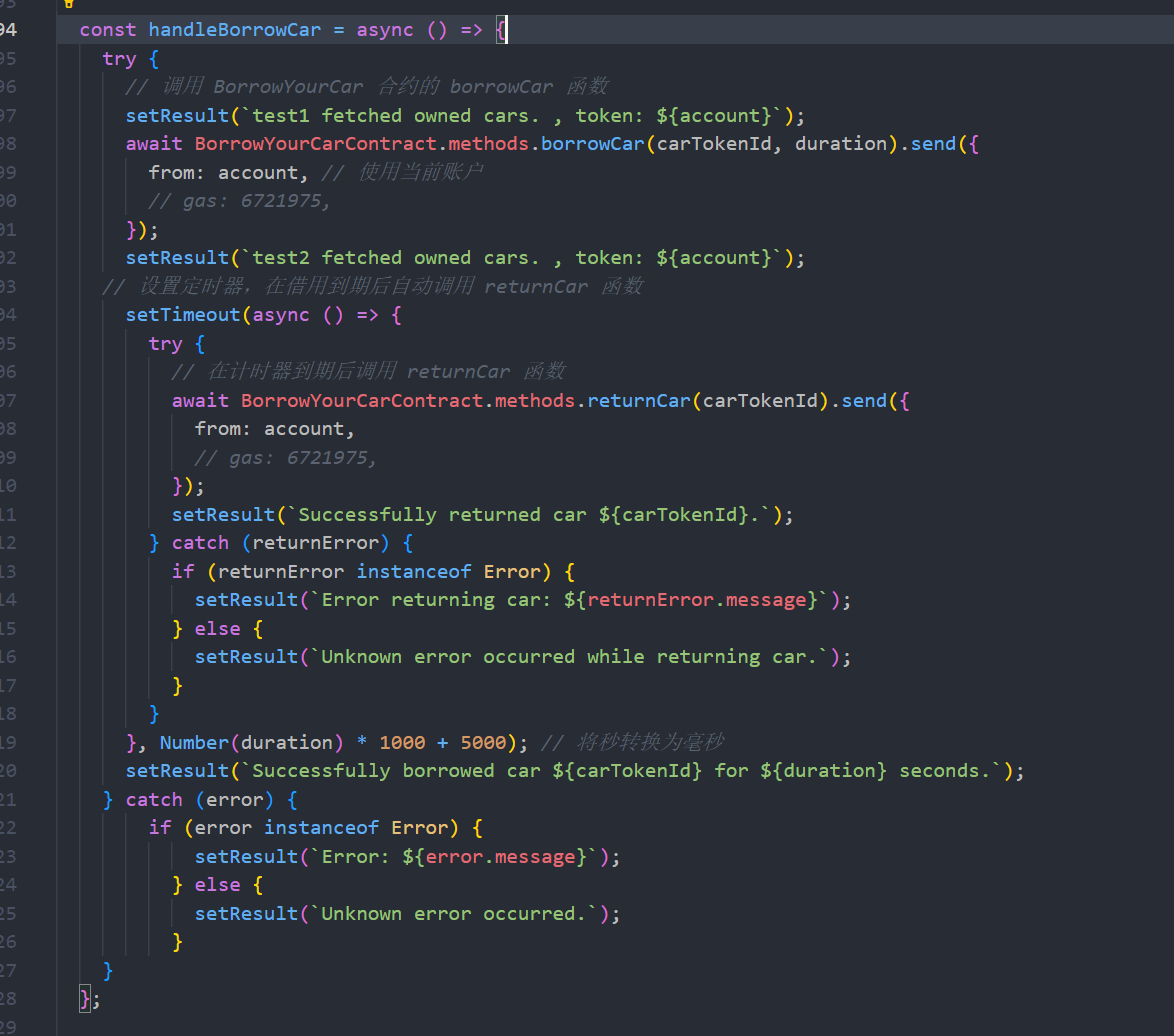 94 const handleBorrowCar = async () => {
95 try {
96 // 调用 BorrowYourCar 合约的 borrowCar 函数
97 setResult(`test1 fetched owned cars. , token: ${account}`);
98 await BorrowYourCarContract.methods.borrowCar(carTokenId, duration).send({
99 from: account, // 使用当前账户
00 // gas: 6721975,
01 });
02 setResult(`test2 fetched owned cars. , token: ${account}`);
03 // 设置定时器，在借用到期后自动调用 returnCar 函数
04 setTimeout(async () => {
05 try {
06 // 在计时器到期后调用 returnCar 函数
07 await BorrowYourCarContract.methods.returnCar(carTokenId).send({
08 from: account,
09 // gas: 6721975,
10 });
11 setResult(`Successfully returned car ${carTokenId}.`);
12 } catch (returnError) {
13 if (returnError instanceof Error) {
14 setResult(`Error returning car: ${returnError.message}`);
15 } else {
16 setResult(`Unknown error occurred while returning car.`);
17 }
18 }
19 }, Number(duration) * 1000 + 5000); // 将秒转换为毫秒
20 setResult(`Successfully borrowed car ${carTokenId} for ${duration} seconds.`);
21 } catch (error) {
22 if (error instanceof Error) {
23 setResult(`Error: ${error.message}`);
24 } else {
25 setResult(`Unknown error occurred.`);
26 }
27 }
28 };
29